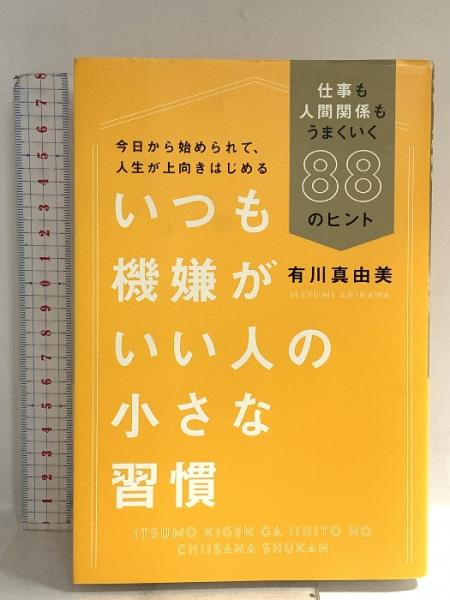 仕事も
人間関係も
うまくいく
88
のヒント
今日から始められて、
人生が上向きはじめる
いつも
機嫌が
いい人の
小さな
習慣
有川真由美
MAYUMI ARIKAWA
ITSUMO KIGEN GA IIHITO NO
CHIISANA SHUKAN